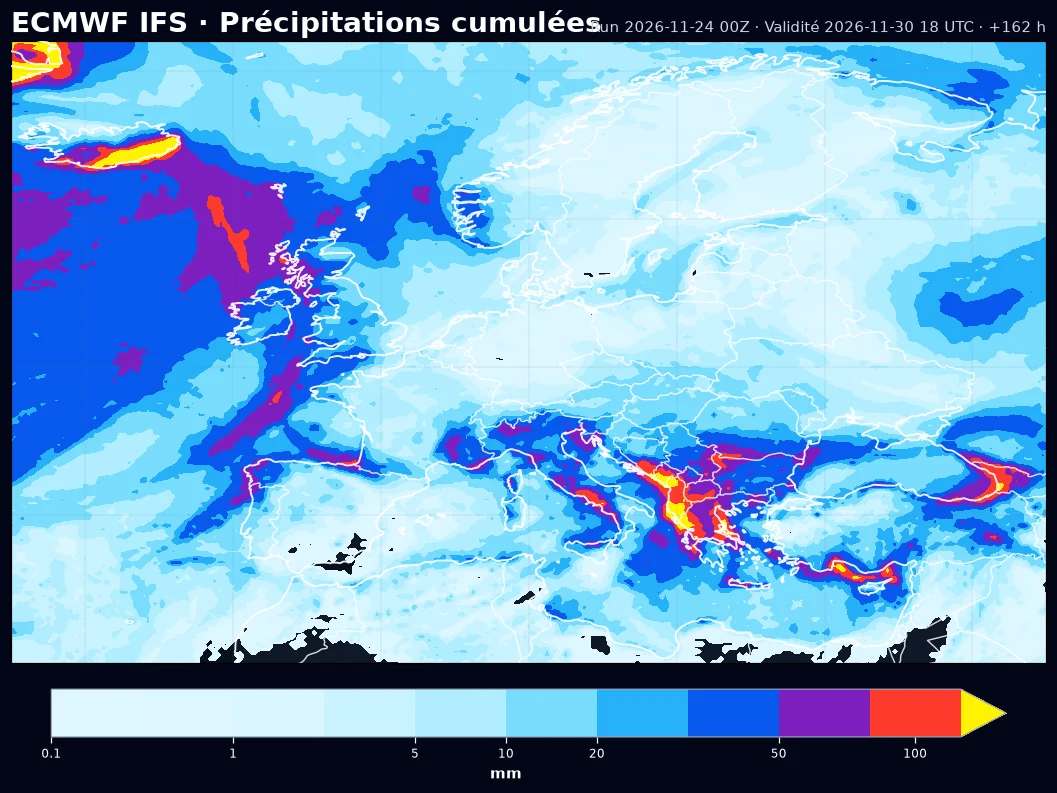 ECMWF IFS · Précipitations cumulées
Run 2026-11-24 00Z · Validité 2026-11-30 18 UTC · +162 h
0.1 1 5 10 20 50 100
mm